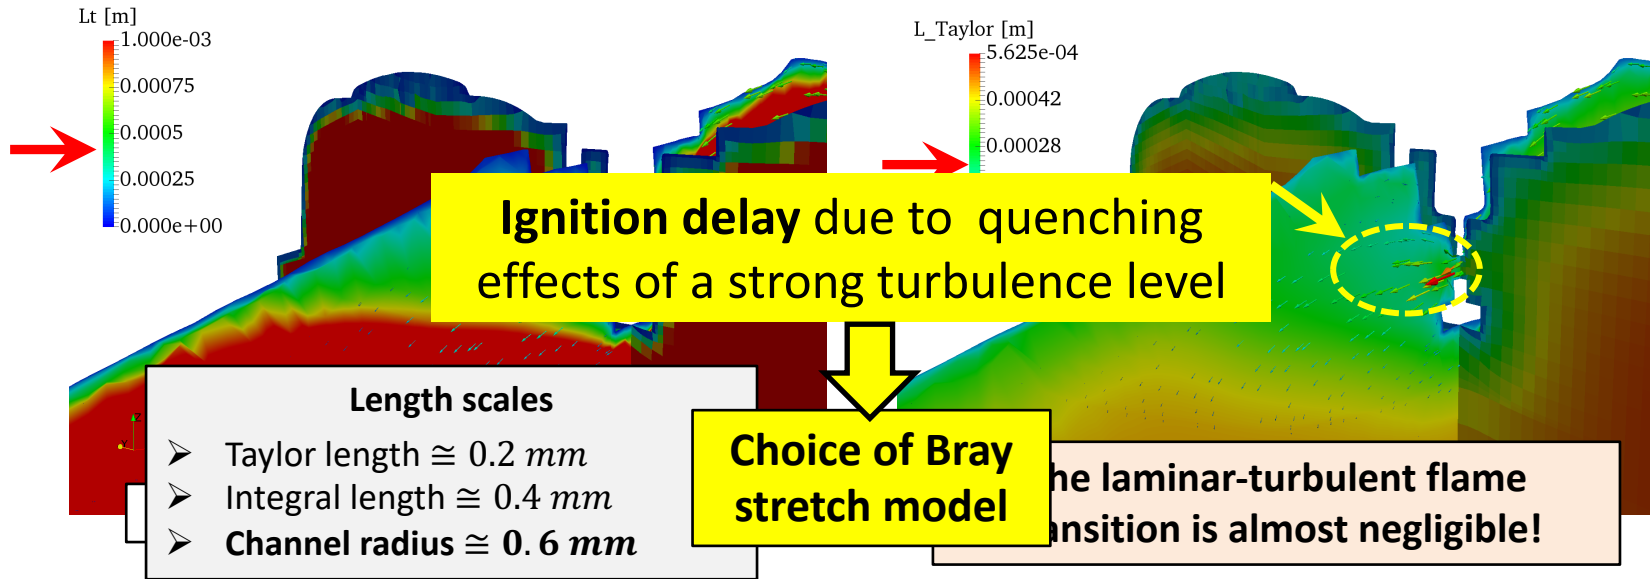 Lt [m]
1.000e-03
0.00075
0.0005
0.00025
0.000e+00
L_Taylor [m]
5.625e-04
0.00042
0.00028
Ignition delay due to quenching
effects of a strong turbulence level
Length scales
➢ Taylor length ≅ 0.2 mm
➢ Integral length ≅ 0.4 mm
➢ Channel radius ≅ 0.6 mm
Choice of Bray
stretch model
he laminar-turbulent flame
ansition is almost negligible!